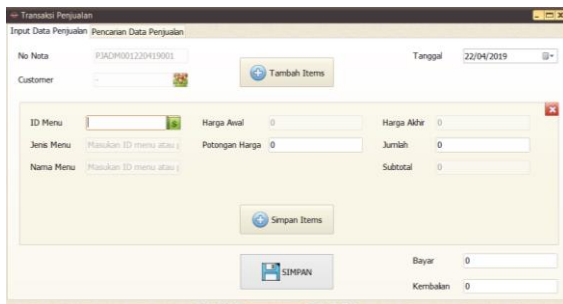 Transaksi Penjualan
Input Data Penjualan Pencarian Data Penjualan
No Nota PJADM001220419001 Tanggal 22/04/2019
Customer - Tambah Items
ID Menu Harga Awal 0 Harga Akhir 0
Jenis Menu Masukan ID menu atau Potongan Harga 0 Jumlah 0
Nama Menu Masukan ID menu atau Subtotal 0
Simpan Items
SIMPAN Bayar 0
Kembalian 0